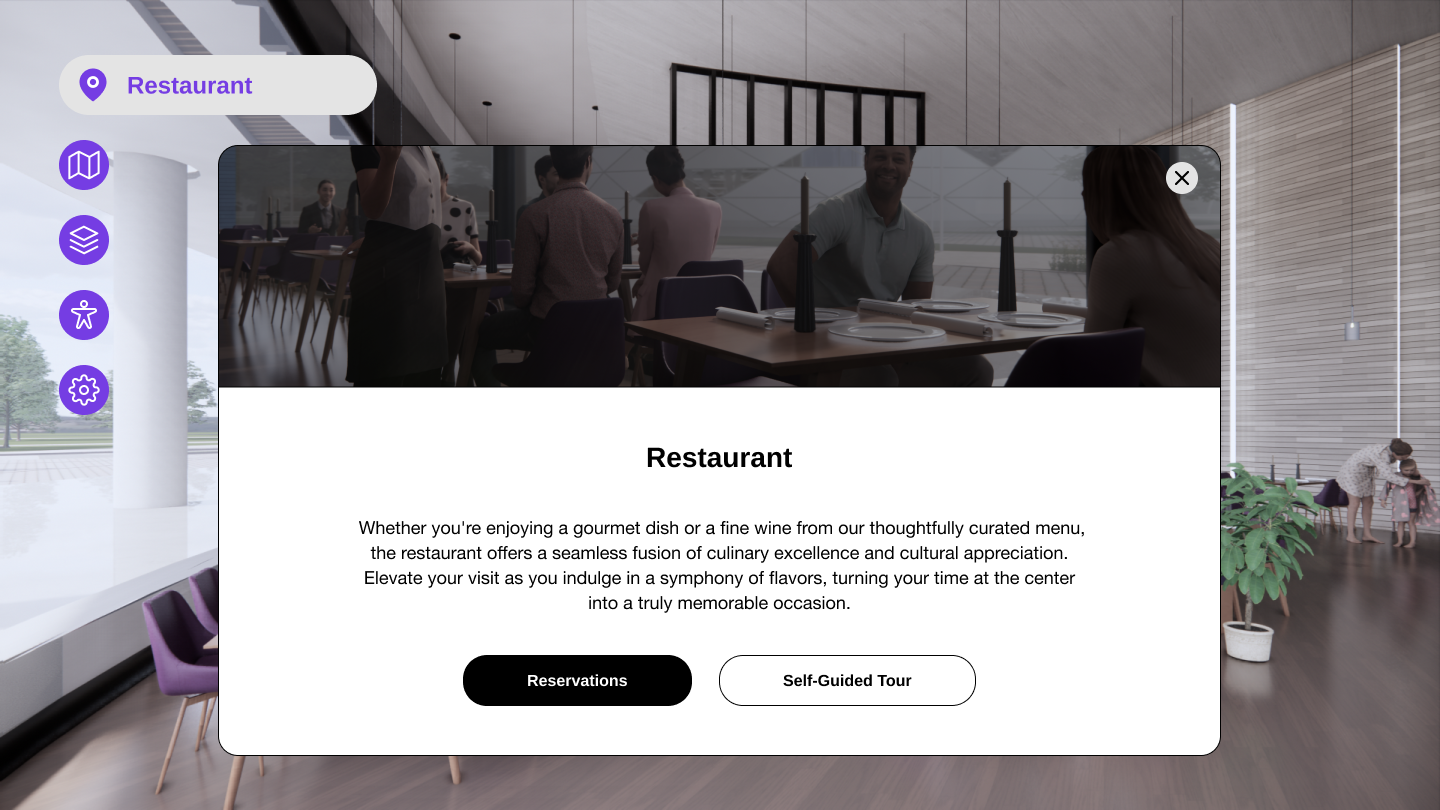 Restaurant
Restaurant
Whether you're enjoying a gourmet dish or a fine wine from our thoughtfully curated menu,
the restaurant offers a seamless fusion of culinary excellence and cultural appreciation.
Elevate your visit as you indulge in a symphony of flavors, turning your time at the center
into a truly memorable occasion.
Reservations
Self-Guided Tour